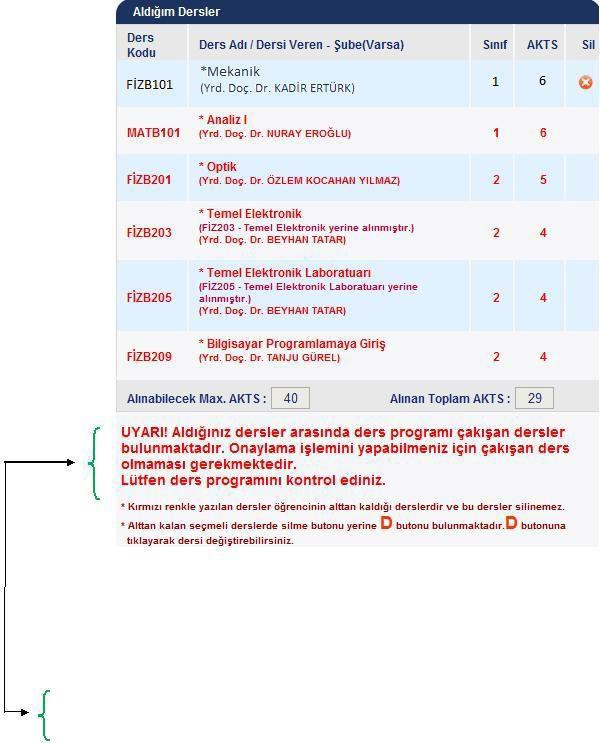 Aldığım Dersler
Ders Kodu Ders Adı / Dersi Veren - Şube(Varsa) Sınıf AKTS Sil
FİZB101 *Mekanik 1 6
(Yrd. Doç. Dr. KADİR ERTÜRK)
MATB101 * Analiz I 1 6
(Yrd. Doç. Dr. NURAY EROĞLU)
FİZB201 * Optik 2 5
(Yrd. Doç. Dr. ÖZLEM KOCAHAN YILMAZ)
FİZB203 * Temel Elektronik 2 4
(FİZ203 - Temel Elektronik yerine alınmıştır.)
(Yrd. Doç. Dr. BEYHAN TATAR)
FİZB205 * Temel Elektronik Laboratuarı 2 4
(FİZ205 - Temel Elektronik Laboratuarı yerine
alınmıştır.)
(Yrd. Doç. Dr. BEYHAN TATAR)
FİZB209 * Bilgisayar Programlamaya Giriş 2 4
(Yrd. Doç. Dr. TANJU GÜREL)
Alınabilecek Max. AKTS : 40 Alınan Toplam AKTS : 29
UYARI! Aldığınız dersler arasında ders programı çakışan dersler
bulunmaktadır. Onaylama işlemini yapabilmeniz için çakışan ders
olmaması gerekmektedir.
Lütfen ders programını kontrol ediniz.
* Kırmızı renkle yazılan dersler öğrencinin alttan kaldığı derslerdir ve bu dersler silinemez.
* Alttan kalan seçmeli derslerde silme butonu yerine D butonu bulunmaktadır.D butonuna
tıklayarak dersi değiştirebilirsiniz.